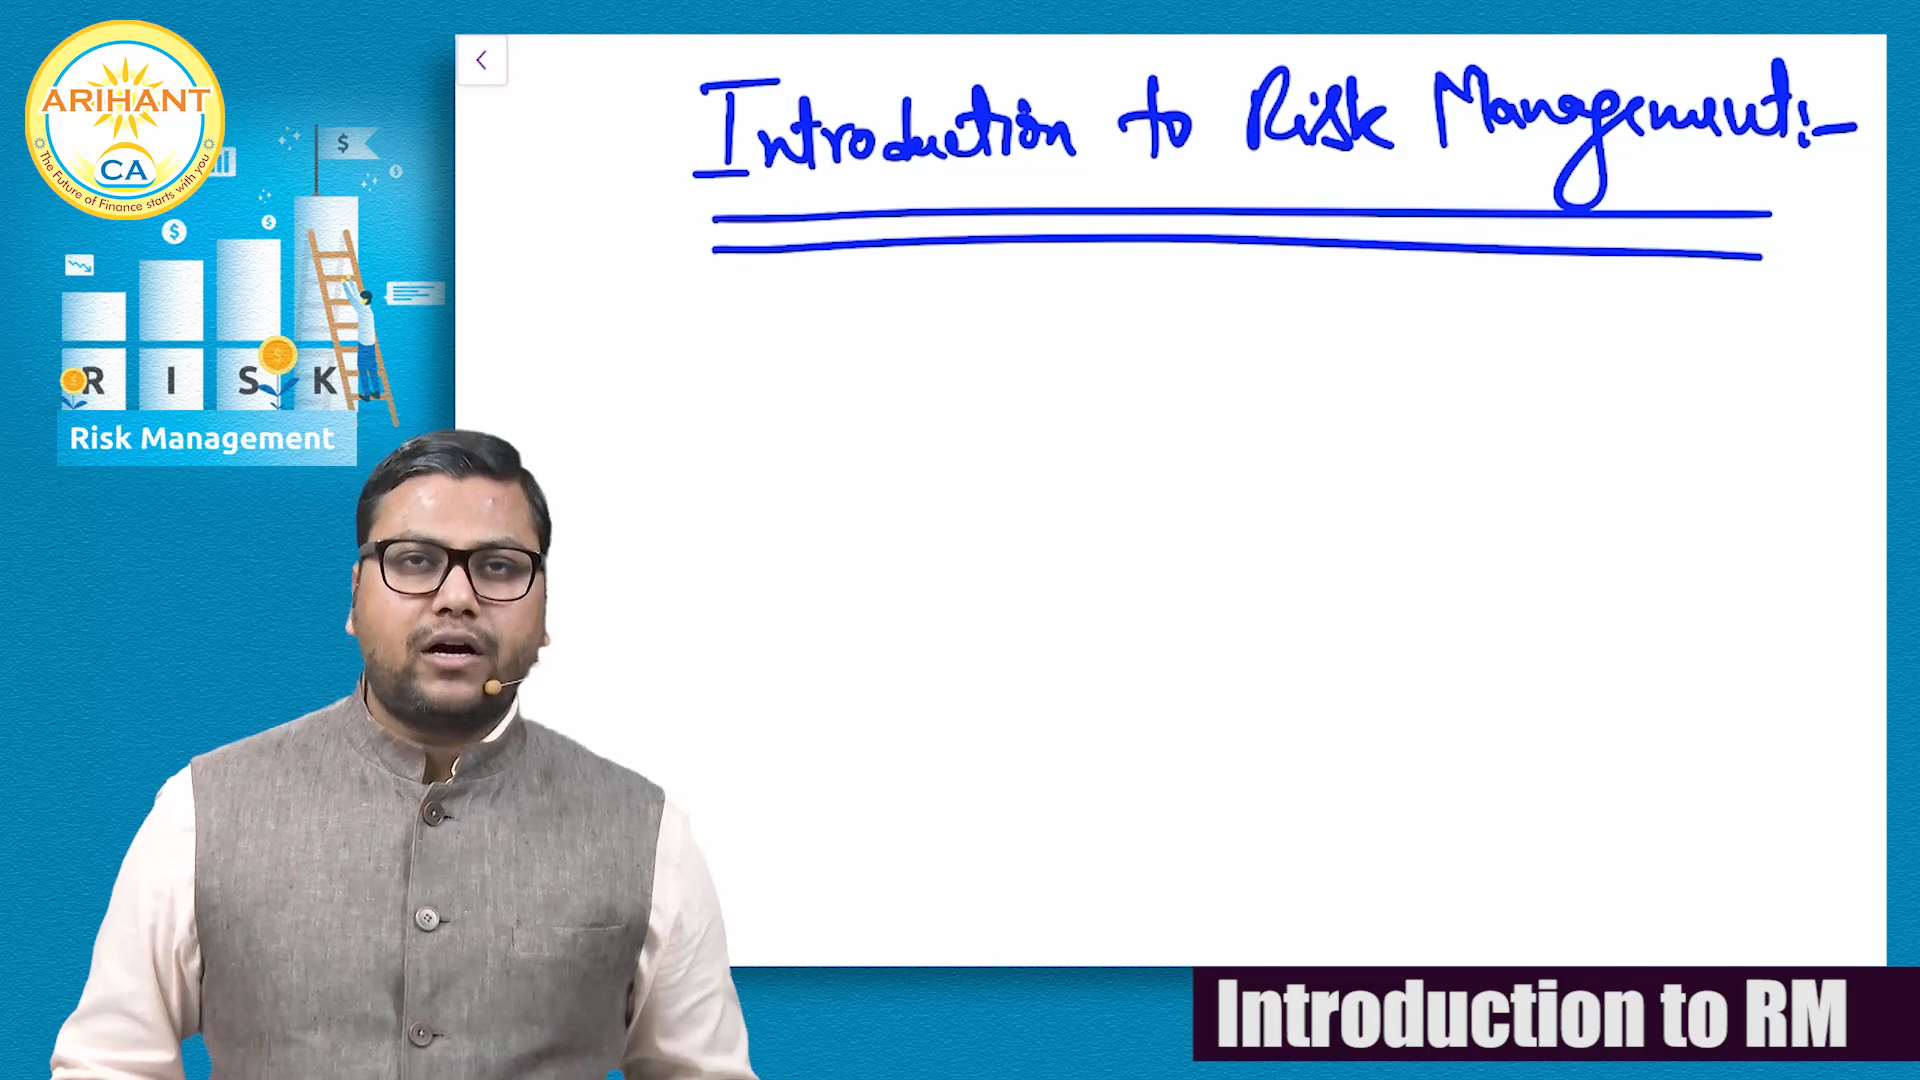 ARIHANT
CA
The Future of Finance starts with you
$
$
$
$
$
$
R I S K
Risk Management
Introduction to Risk Management:-
Introduction to RM